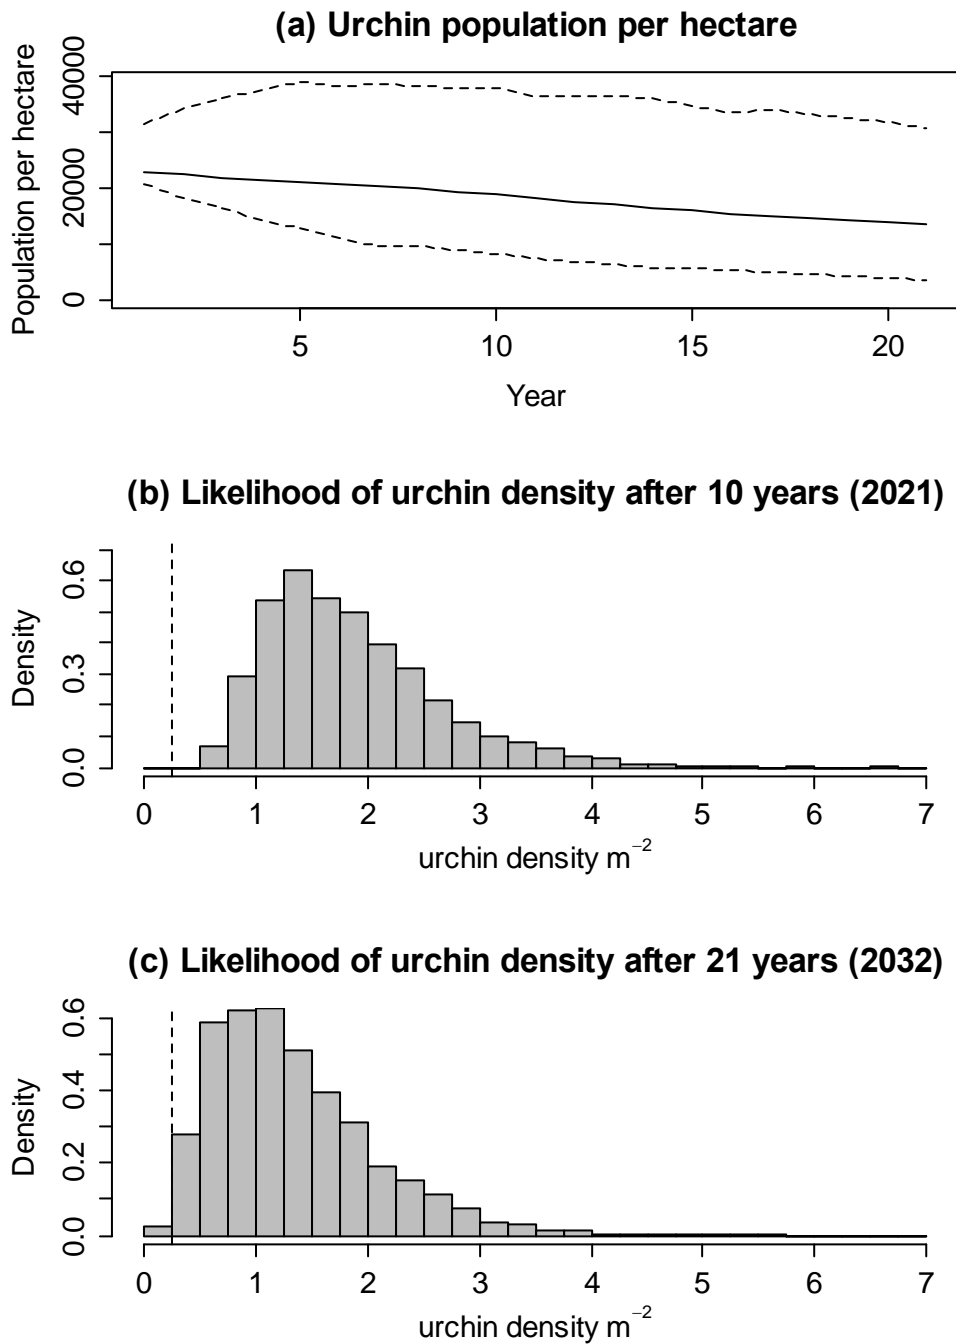 (a) Urchin population per hectare
Population per hectare
40000
20000
0
5 10 15 20
Year
(b) Likelihood of urchin density after 10 years (2021)
Density
0.6
0.3
0.0
0 1 2 3 4 5 6 7
urchin density m⁻²
(c) Likelihood of urchin density after 21 years (2032)
Density
0.6
0.4
0.2
0.0
0 1 2 3 4 5 6 7
urchin density m⁻²